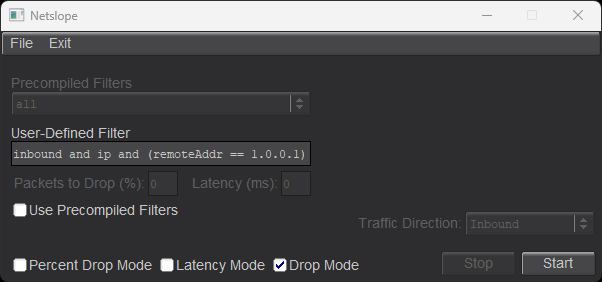 Netslope
File Exit
Precompiled Filters
all
User-Defined Filter
inbound and ip and (remoteAddr == 1.0.0.1)
Packets to Drop (%): 0 Latency (ms): 0
Use Precompiled Filters
Traffic Direction: Inbound
Percent Drop Mode Latency Mode Drop Mode Stop Start